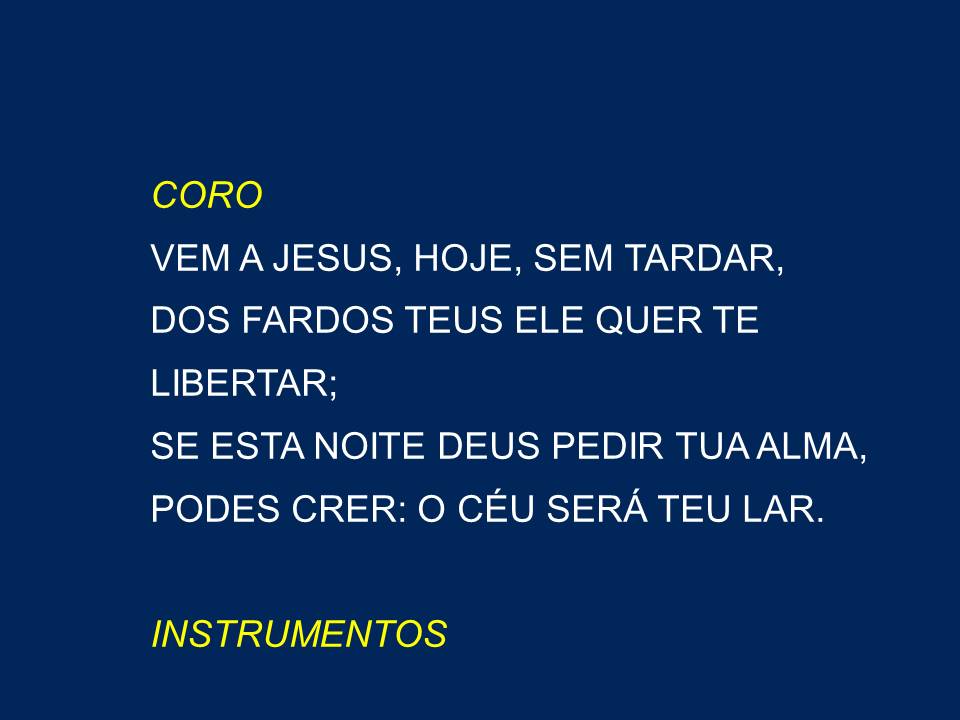 CORO
VEM A JESUS, HOJE, SEM TARDAR,
DOS FARDOS TEUS ELE QUER TE
LIBERTAR;
SE ESTA NOITE DEUS PEDIR TUA ALMA,
PODES CRER: O CÉU SERÁ TEU LAR.
INSTRUMENTOS